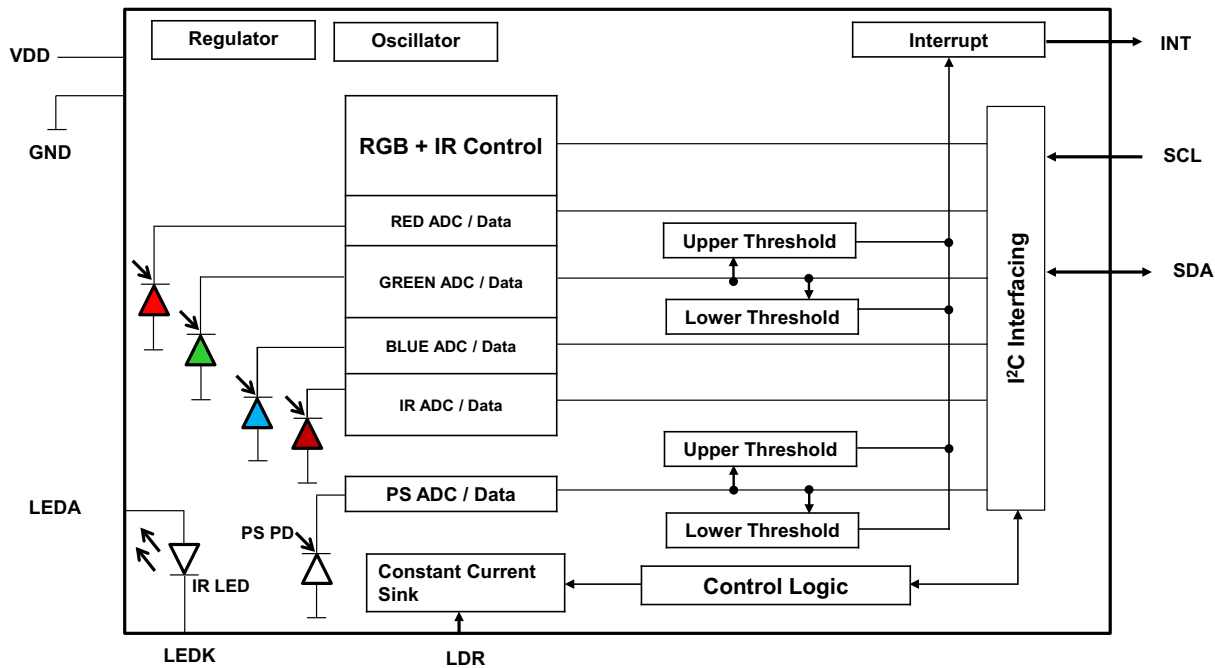 Regulator
Oscillator
Interrupt
VDD
INT
GND
RGB + IR Control
SCL
RED ADC / Data
Upper Threshold
GREEN ADC / Data
SDA
Lower Threshold
I²C Interfacing
BLUE ADC / Data
IR ADC / Data
Upper Threshold
PS ADC / Data
LEDA
PS PD
Lower Threshold
IR LED
Constant Current
Sink
Control Logic
LEDK
LDR